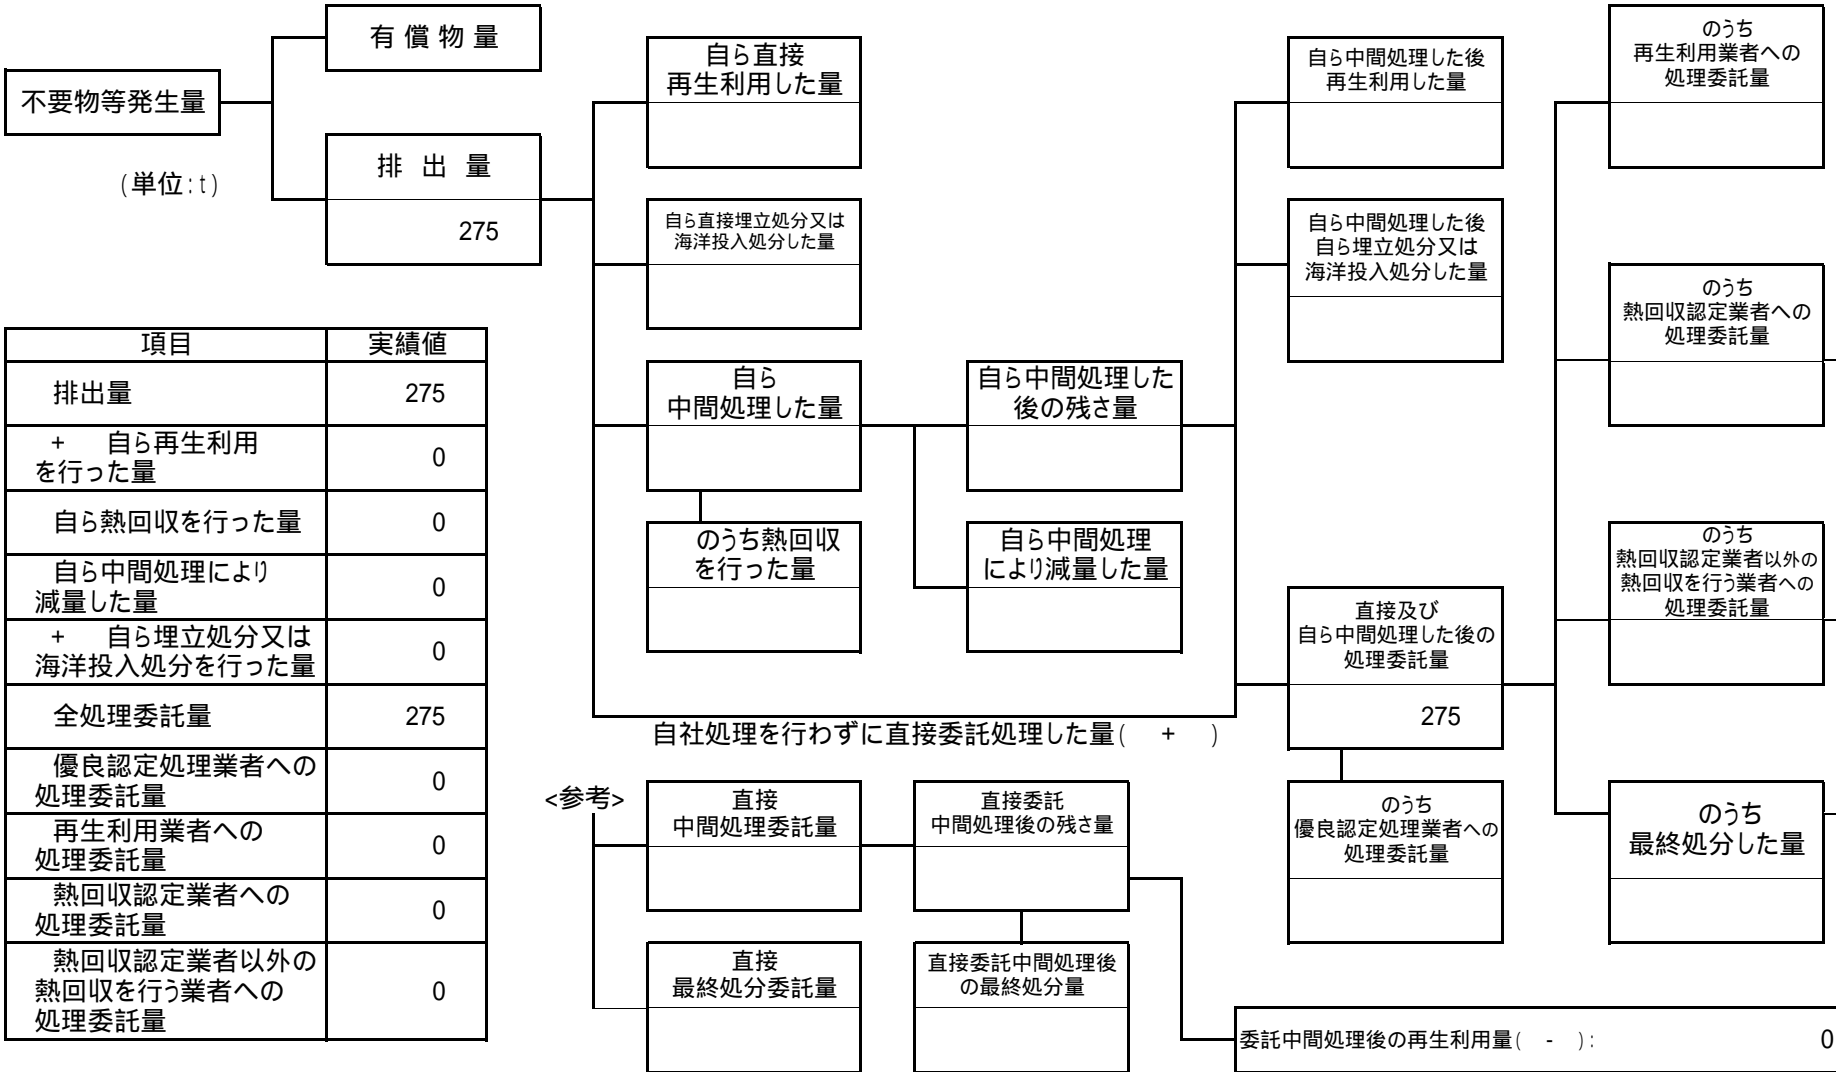 不要物等発生量
(単位:t)
有 償 物 量
排 出 量
275
自ら直接
再生利用した量
自ら直接埋立処分又は
海洋投入処分した量
自ら
中間処理した量
のうち熱回収
を行った量
自ら中間処理した
後の残さ量
自ら中間処理
により減量した量
自ら中間処理した後
再生利用した量
自ら中間処理した後
自ら埋立処分又は
海洋投入処分した量
直接及び
自ら中間処理した後の
処理委託量
275
のうち
優良認定処理業者への
処理委託量
のうち
再生利用業者への
処理委託量
のうち
熱回収認定業者への
処理委託量
のうち
熱回収認定業者以外の
熱回収を行う業者への
処理委託量
のうち
最終処分した量
自社処理を行わずに直接委託処理した量( + )
<参考>
直接
中間処理委託量
直接委託
中間処理後の残さ量
直接
最終処分委託量
直接委託中間処理後
の最終処分量
委託中間処理後の再生利用量( - ): 0
項目 実績値
排出量 275
+ 自ら再生利用
を行った量 0
自ら熱回収を行った量 0
自ら中間処理により
減量した量 0
+ 自ら埋立処分又は
海洋投入処分を行った量 0
全処理委託量 275
優良認定処理業者への
処理委託量 0
再生利用業者への
処理委託量 0
熱回収認定業者への
処理委託量 0
熱回収認定業者以外の
熱回収を行う業者への 0
処理委託量